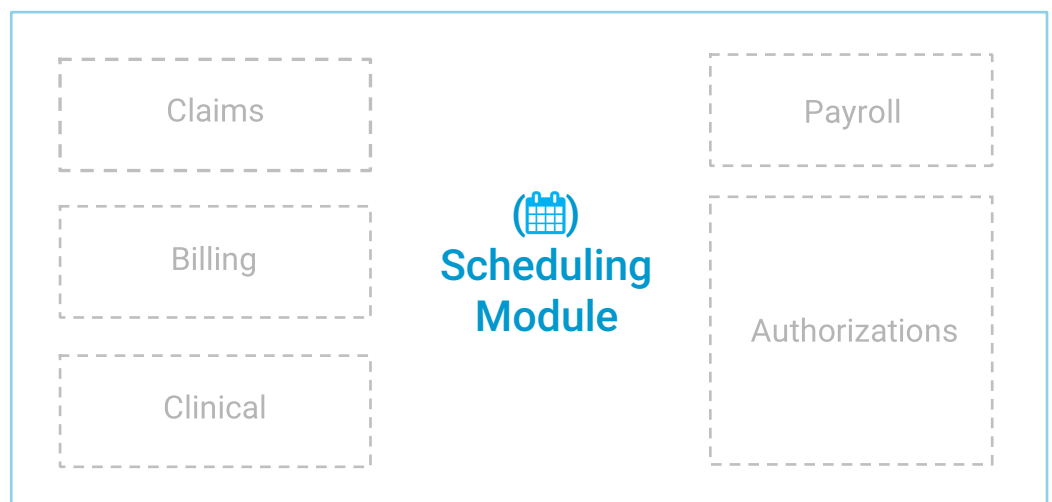 Claims
Billing
Clinical
Scheduling
Module
Payroll
Authorizations